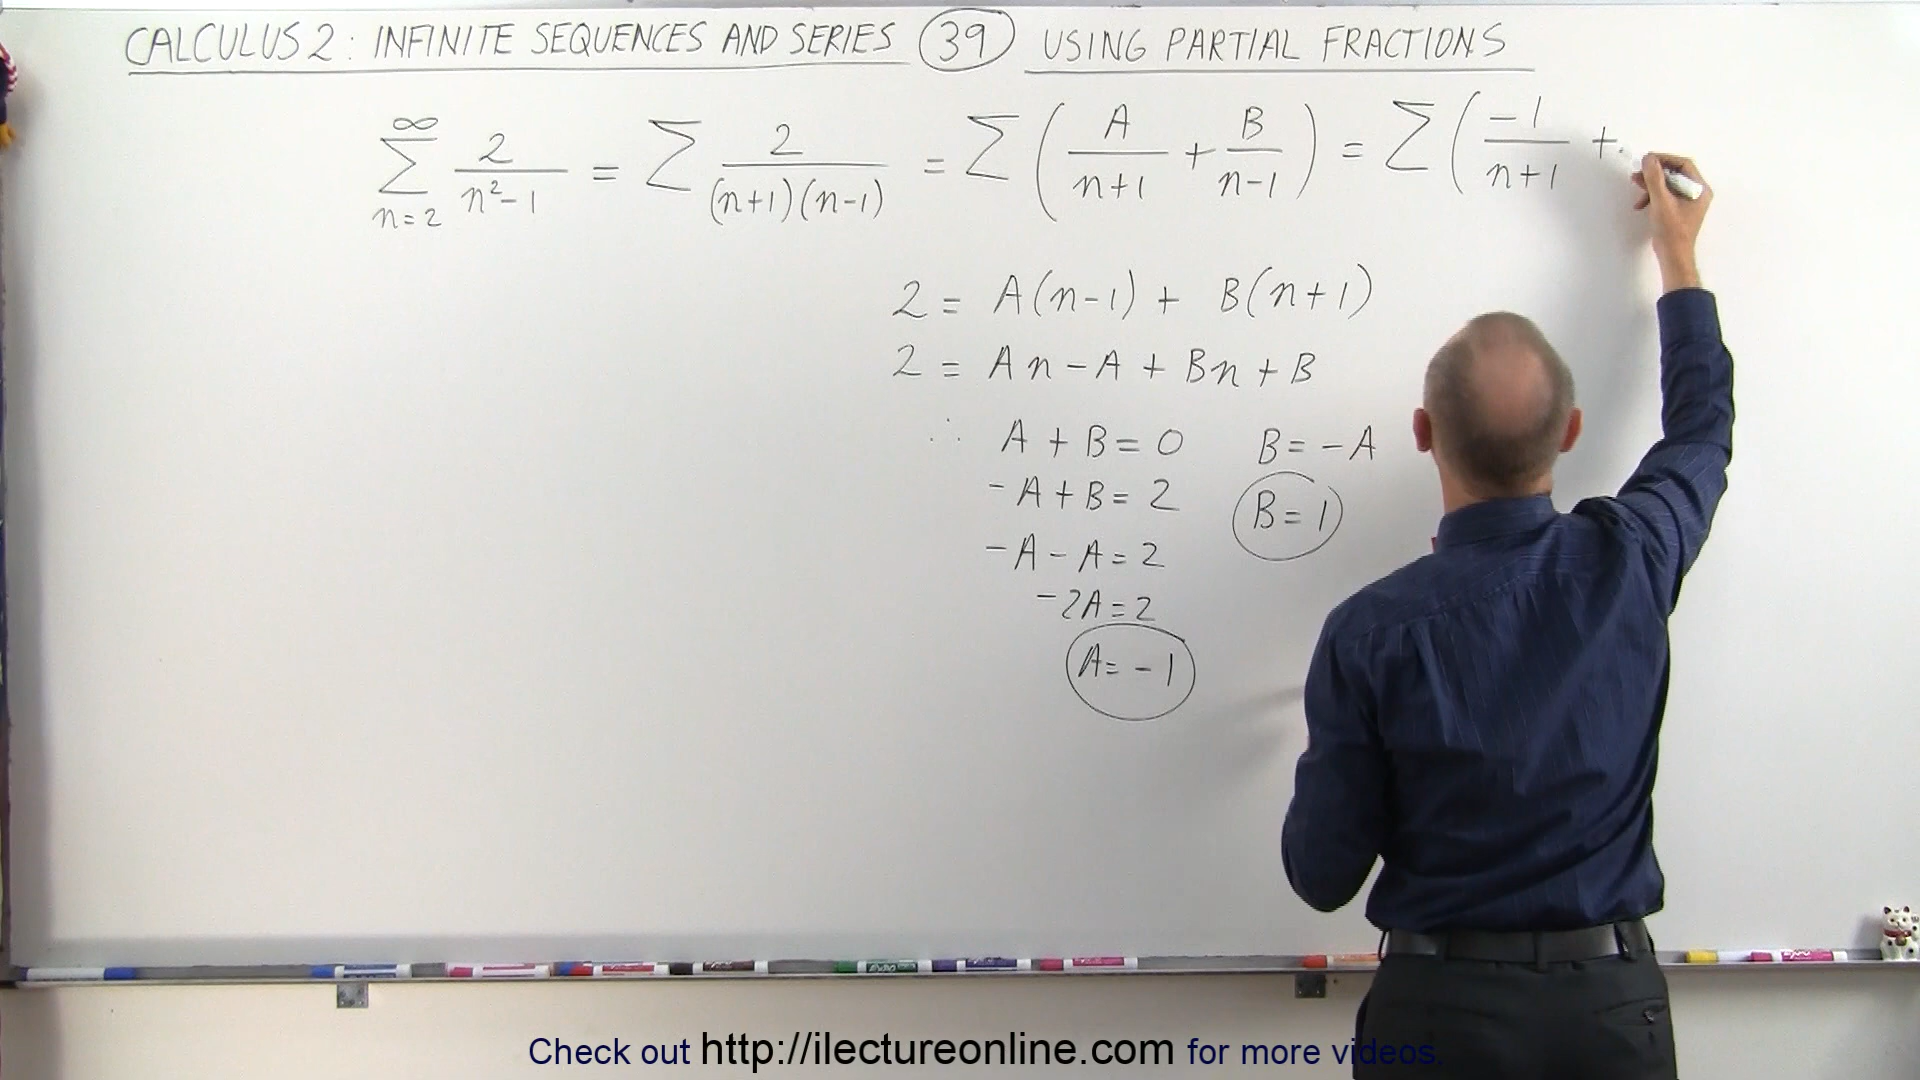 CALCULUS 2: INFINITE SEQUENCES AND SERIES 39 USING PARTIAL FRACTIONS
∞∑n=2 2/(n²-1) = ∑ 2/((n+1)(n-1)) = ∑ (A/(n+1) + B/(n-1)) = ∑ (-1/(n+1) +
2 = A(n-1) + B(n+1)
2 = An - A + Bn + B
∴ A + B = 0 B = -A
-A + B = 2 B = 1
-A - A = 2
-2A = 2
A = -1
EXPO
Check out http://ilectureonline.com for more videos.